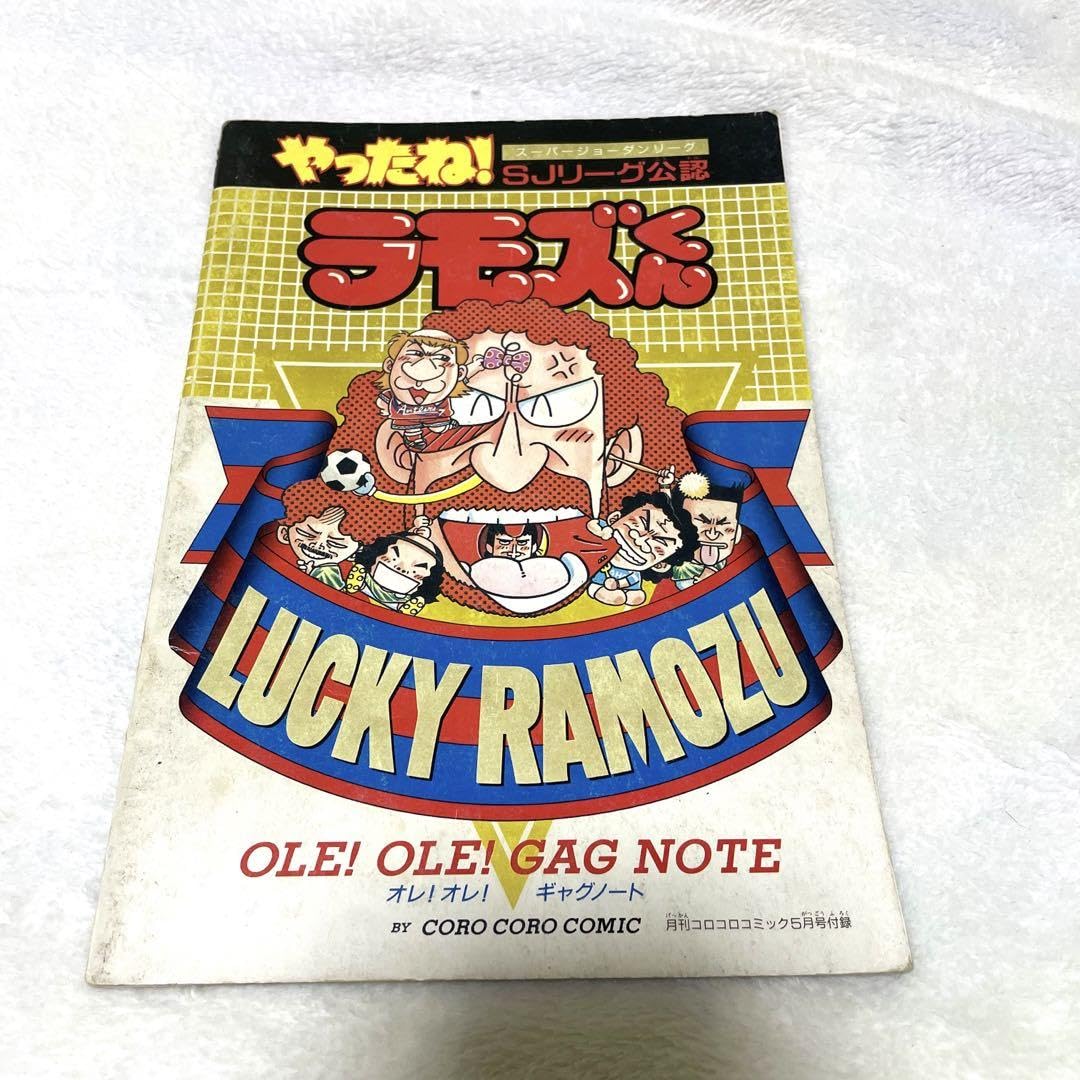 やったね!
スーパージョーダンリーグ
SJリーグ公認
ラモズくん
Antlers 7
LUCKY RAMOZU
OLE! OLE! GAG NOTE
オレ!オレ! ギャグノート
BY CORO CORO COMIC
月刊コロコロコミック5月号付録